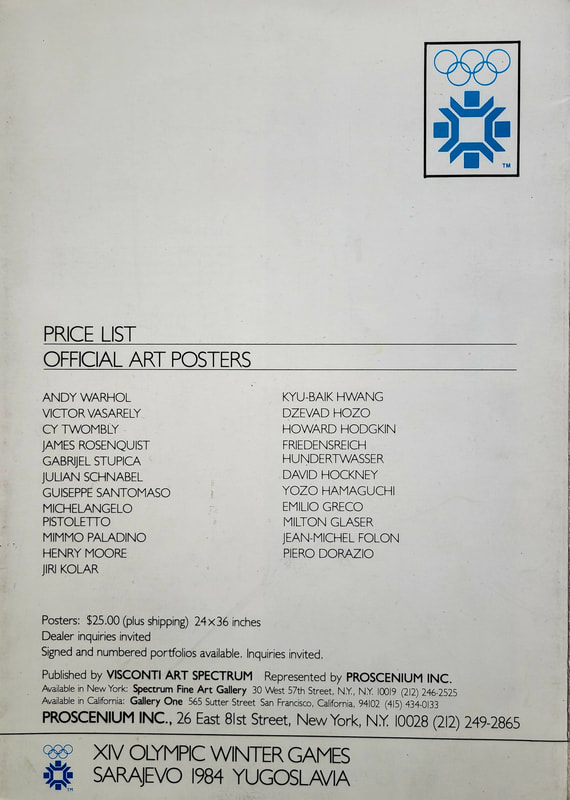 TM
PRICE LIST
OFFICIAL ART POSTERS
ANDY WARHOL
VICTOR VASARELY
CY TWOMBLY
JAMES ROSENQUIST
GABRIJEL STUPICA
JULIAN SCHNABEL
GUISEPPE SANTOMASO
MICHELANGELO
PISTOLETTO
MIMMO PALADINO
HENRY MOORE
JIRI KOLAR
KYU-BAIK HWANG
DZEVAD HOZO
HOWARD HODGKIN
FRIEDENSREICH
HUNDERTWASSER
DAVID HOCKNEY
YOZO HAMAGUCHI
EMILIO GRECO
MILTON GLASER
JEAN-MICHEL FOLON
PIERO DORAZIO
Posters: $25.00 (plus shipping) 24×36 inches
Dealer inquiries invited
Signed and numbered portfolios available. Inquiries invited.
Published by VISCONTI ART SPECTRUM Represented by PROSCENIUM INC.
Available in New York: Spectrum Fine Art Gallery 30 West 57th Street, N.Y., N.Y. 10019 (212) 246-2525
Available in California: Gallery One 565 Sutter Street San Francisco, California, 94102 (415) 434-0133
PROSCENIUM INC., 26 East 81st Street, New York, N.Y. 10028 (212) 249-2865
TM
XIV OLYMPIC WINTER GAMES
SARAJEVO 1984 YUGOSLAVIA